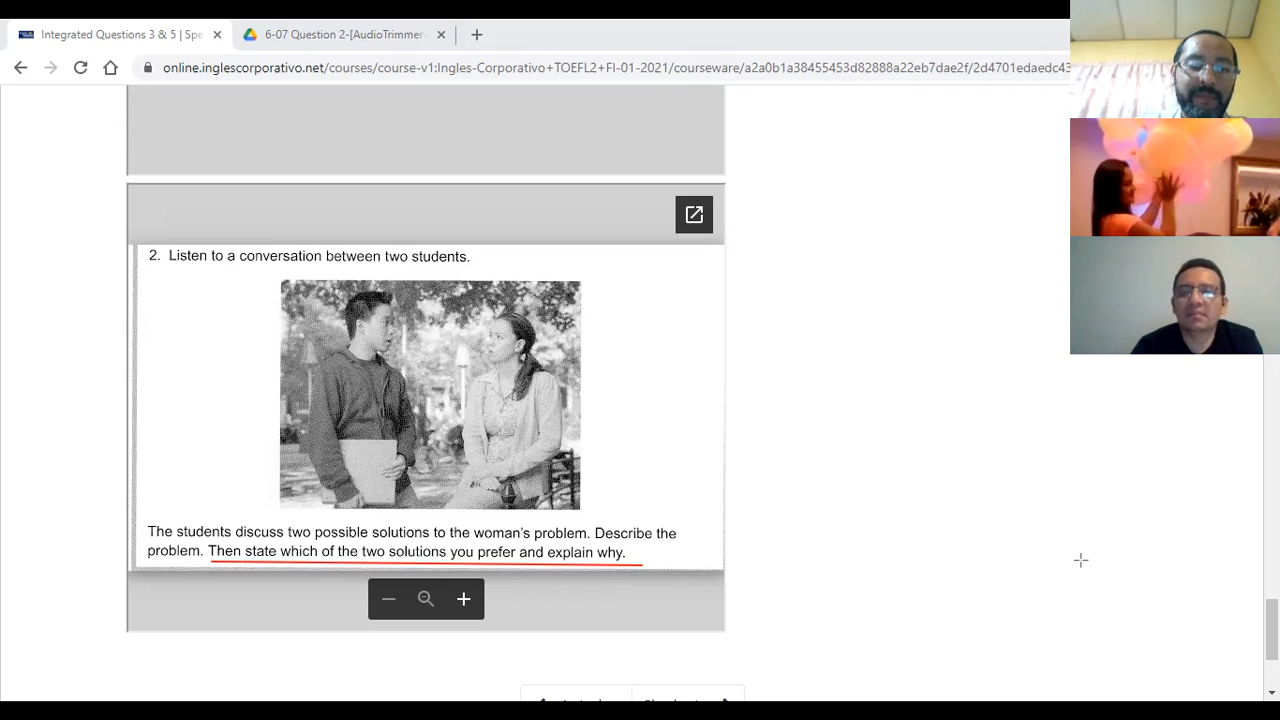 Integrated Questions 3 & 5 | Spe
6-07 Question 2-[AudioTrimmer.
online.inglescorporativo.net/courses/course-v1:Ingles-Corporativo+TOEFL2+FI-01-2021/courseware/a2a0b1a38455453d82888a22eb7dae2f/2d4701edaedc43
2. Listen to a conversation between two students.
The students discuss two possible solutions to the woman's problem. Describe the
problem. Then state which of the two solutions you prefer and explain why.